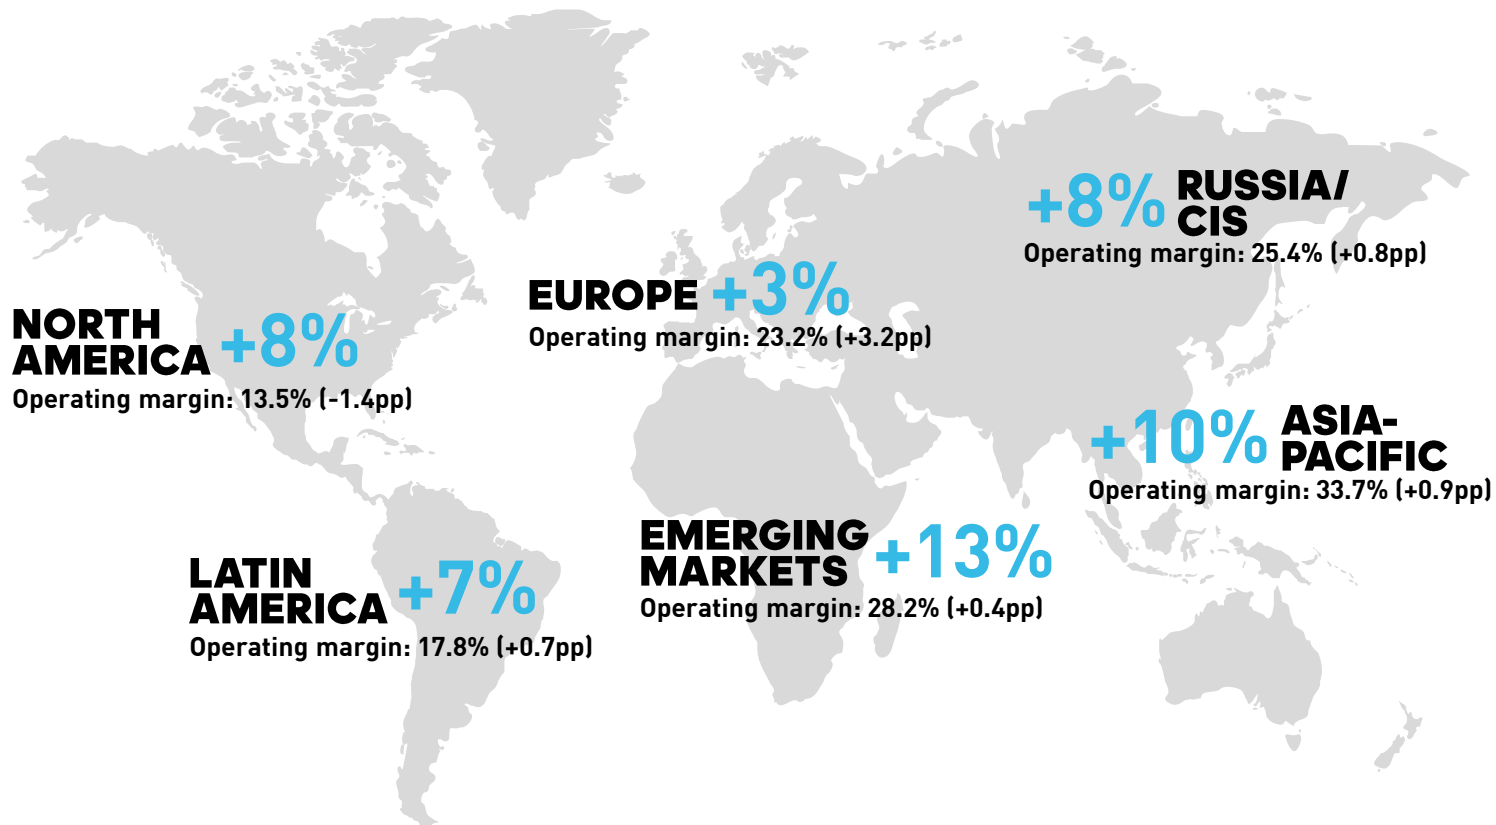 NORTH
AMERICA +8%
Operating margin: 13.5% (-1.4pp)
LATIN
AMERICA +7%
Operating margin: 17.8% (+0.7pp)
EUROPE +3%
Operating margin: 23.2% (+3.2pp)
EMERGING
MARKETS +13%
Operating margin: 28.2% (+0.4pp)
+8% RUSSIA/
CIS
Operating margin: 25.4% (+0.8pp)
+10% ASIA-
PACIFIC
Operating margin: 33.7% (+0.9pp)